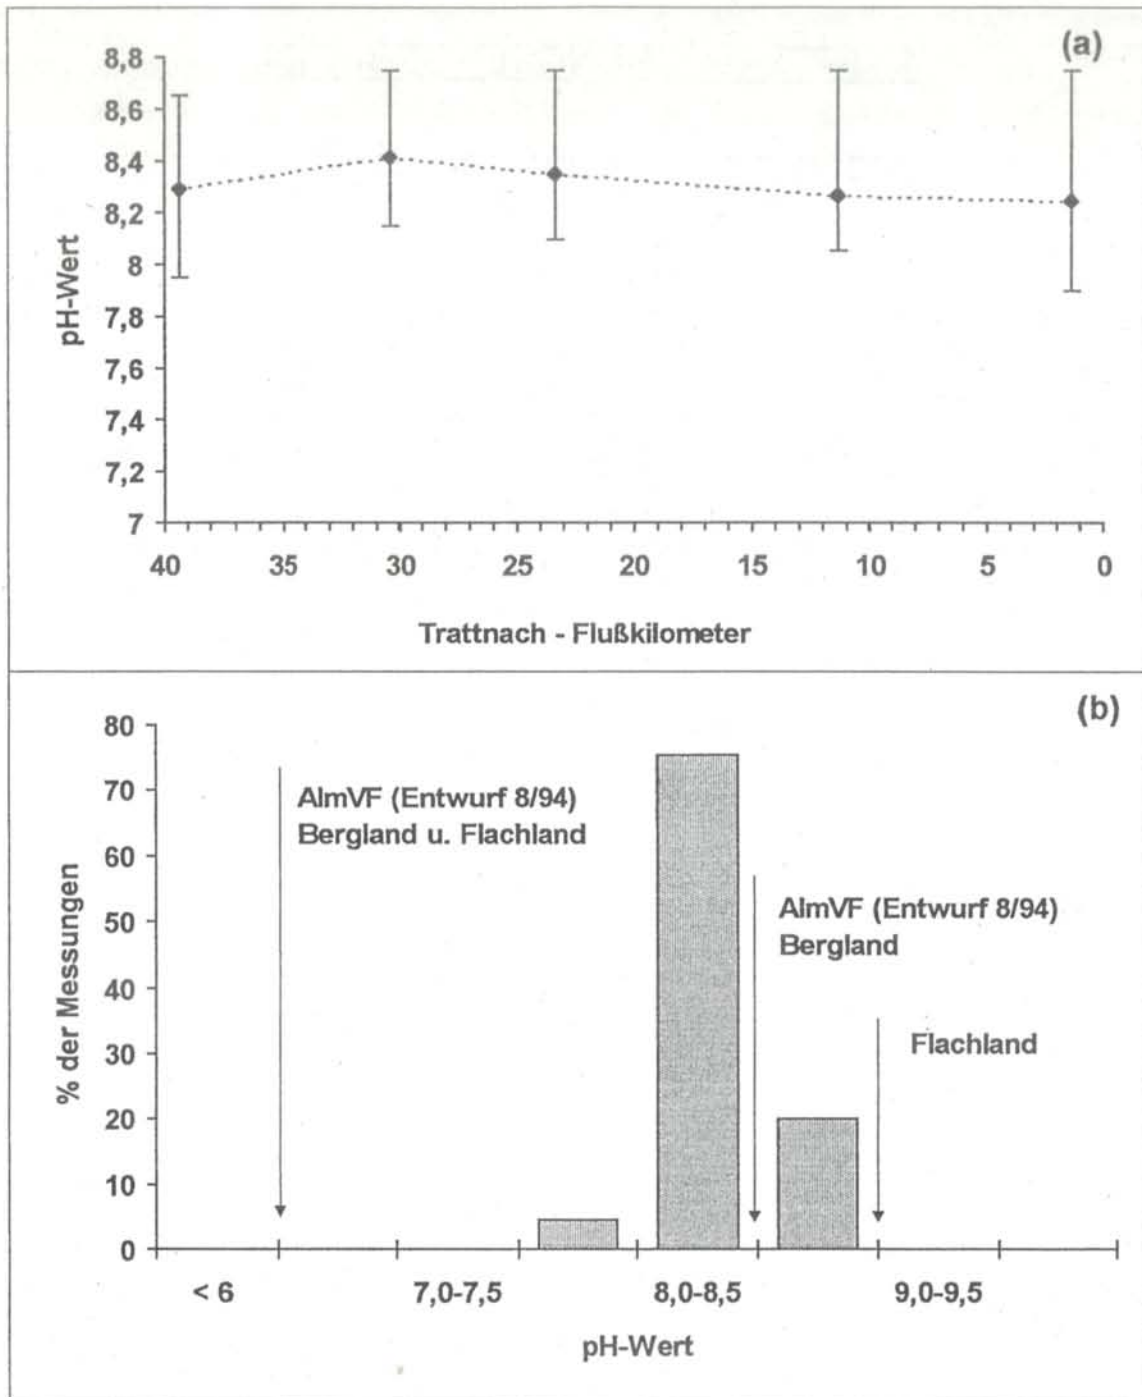 (a)
8,8
8,6
8,4
8,2
8
7,8
7,6
7,4
7,2
7
pH-Wert
40 35 30 25 20 15 10 5 0
Trattnach - Flußkilometer
(b)
80
70
60
50
40
30
20
10
0
% der Messungen
AImVF (Entwurf 8/94)
Bergland u. Flachland
AImVF (Entwurf 8/94)
Bergland
Flachland
< 6 7,0-7,5 8,0-8,5 9,0-9,5
pH-Wert